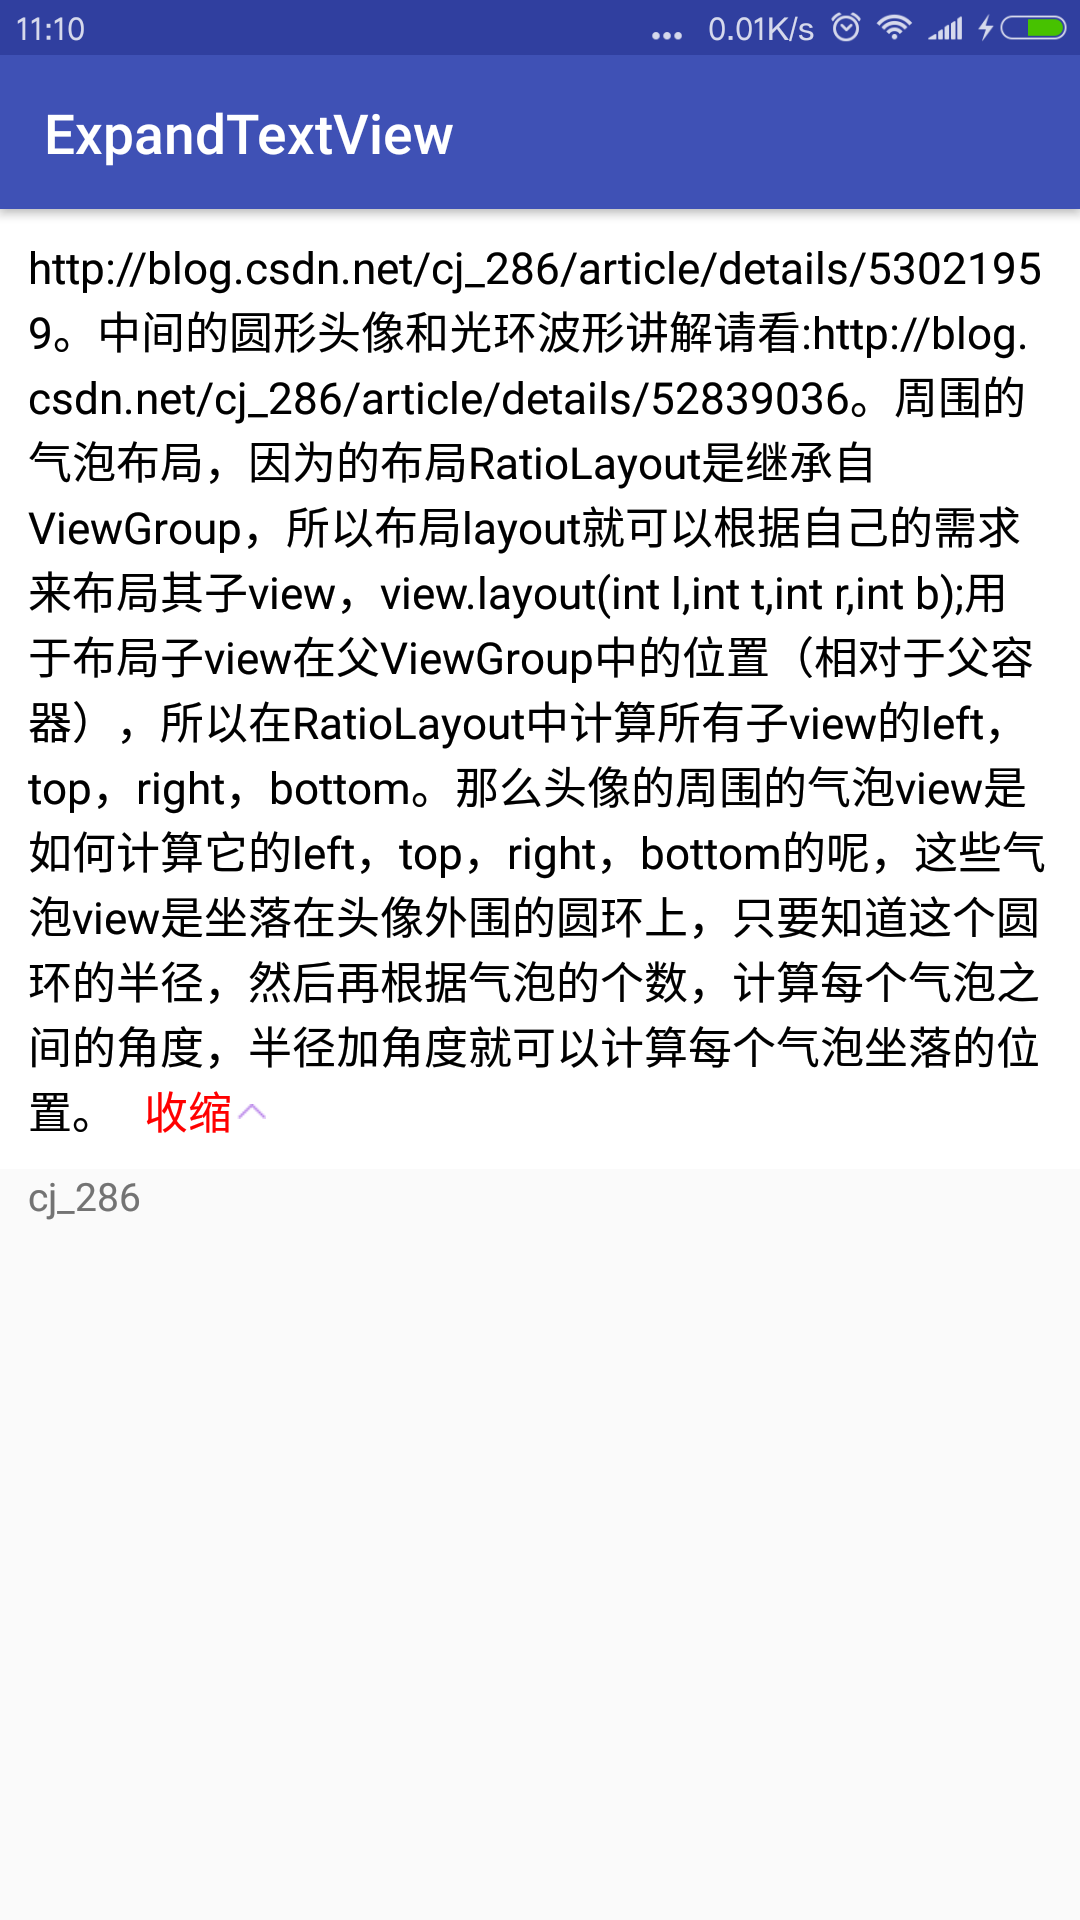 11:10
... 0.01K/s
ExpandTextView
http://blog.csdn.net/cj_286/article/details/5302195
9。中间的圆形头像和光环波形讲解请看:http://blog.
csdn.net/cj_286/article/details/52839036。周围的
气泡布局，因为的布局RatioLayout是继承自
ViewGroup，所以布局layout就可以根据自己的需求
来布局其子view，view.layout(int l,int t,int r,int b);用
于布局子view在父ViewGroup中的位置（相对于父容
器），所以在RatioLayout中计算所有子view的left，
top，right，bottom。那么头像的周围的气泡view是
如何计算它的left，top，right，bottom的呢，这些气
泡view是坐落在头像外围的圆环上，只要知道这个圆
环的半径，然后再根据气泡的个数，计算每个气泡之
间的角度，半径加角度就可以计算每个气泡坐落的位
置。 收缩
cj_286